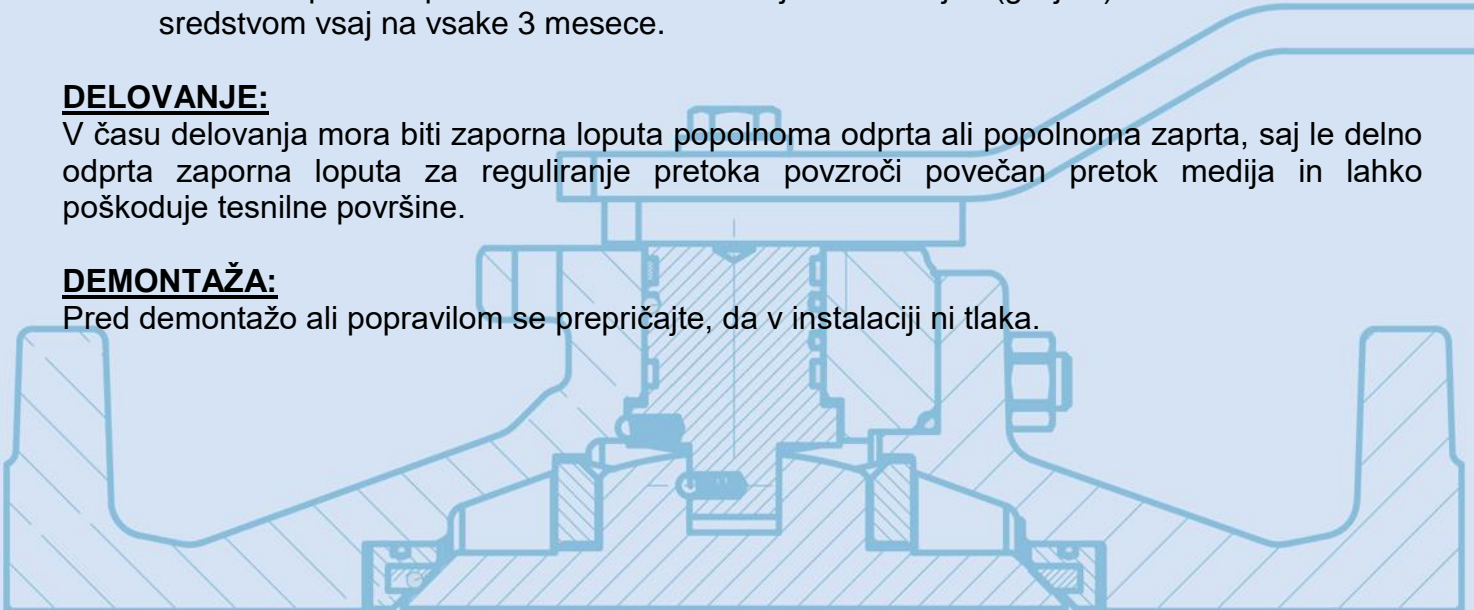 sredstvom vsaj na vsake 3 mesece.
DELOVANJE:
V času delovanja mora biti zaporna loputa popolnoma odprta ali popolnoma zaprta, saj le delno
odprta zaporna loputa za reguliranje pretoka povzroči povečan pretok medija in lahko
poškoduje tesnilne površine.
DEMONTAŽA:
Pred demontažo ali popravilom se prepričajte, da v instalaciji ni tlaka.